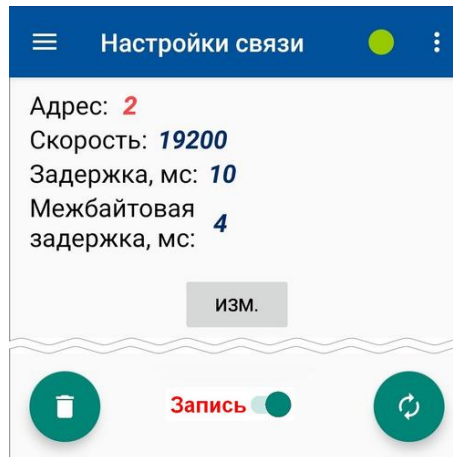 Настройки связи
Адрес: 2
Скорость: 19200
Задержка, мс: 10
Межбайтовая
задержка, мс: 4
изм.
Запись